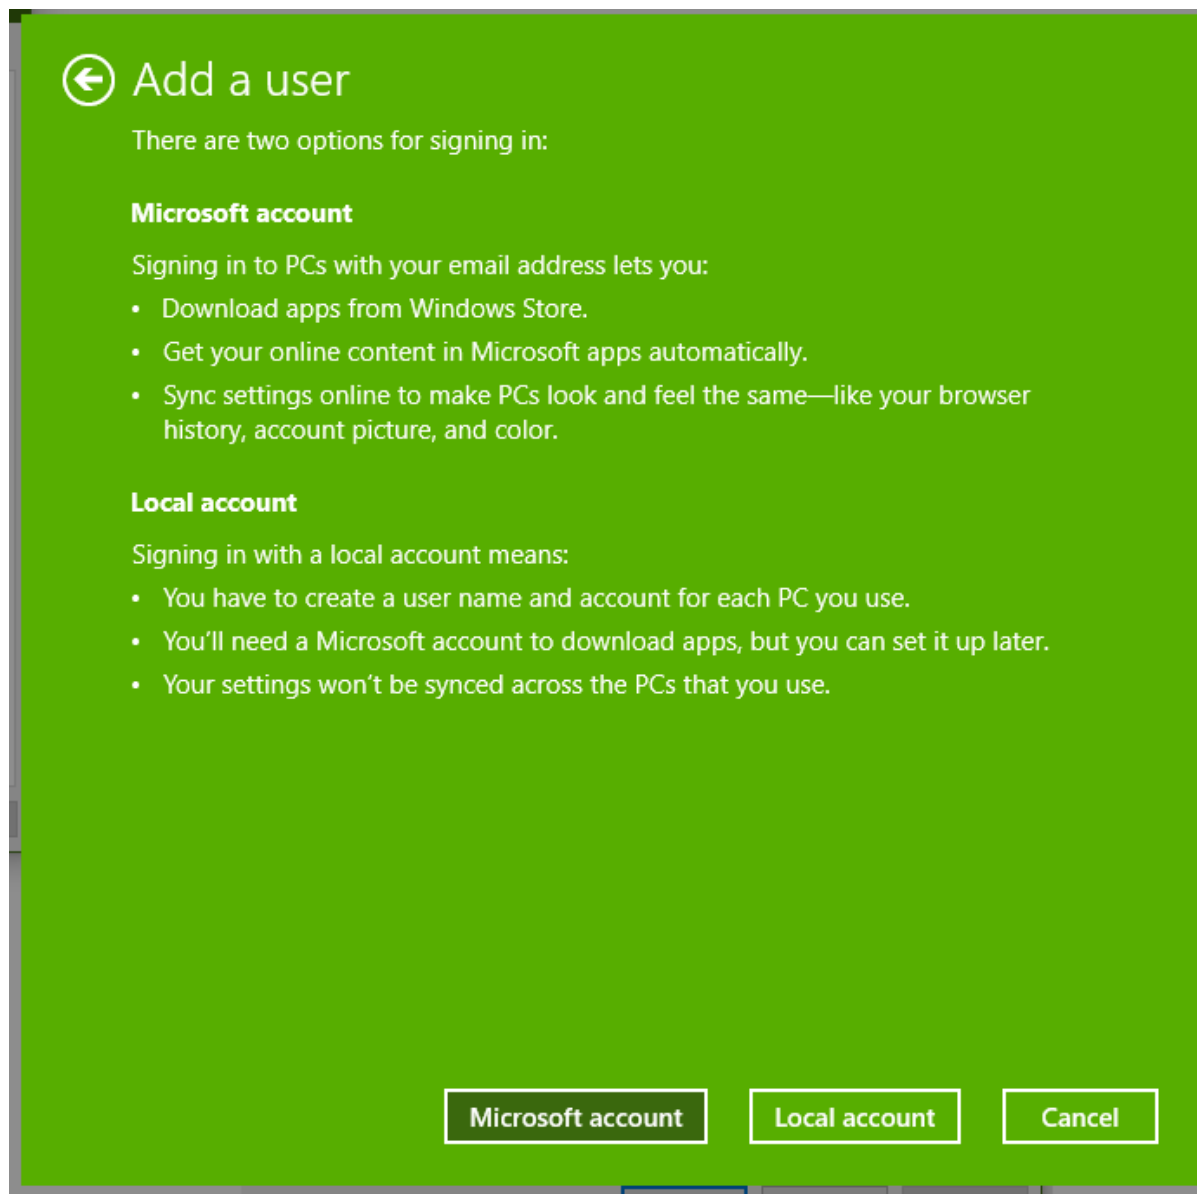 Add a user
There are two options for signing in:
Microsoft account
Signing in to PCs with your email address lets you:
• Download apps from Windows Store.
• Get your online content in Microsoft apps automatically.
• Sync settings online to make PCs look and feel the same—like your browser
history, account picture, and color.
Local account
Signing in with a local account means:
• You have to create a user name and account for each PC you use.
• You’ll need a Microsoft account to download apps, but you can set it up later.
• Your settings won’t be synced across the PCs that you use.
Microsoft account Local account Cancel